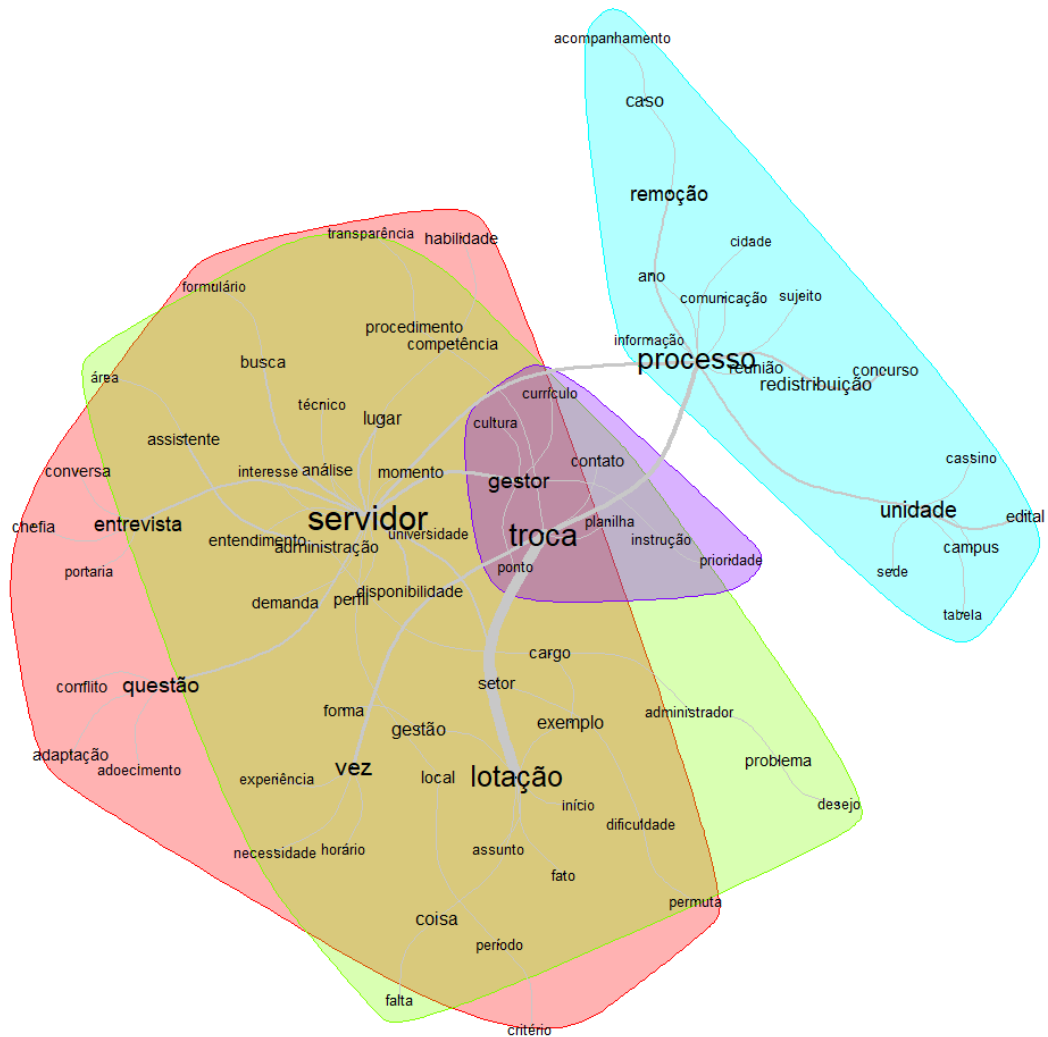 acompanhamento
caso
remoção
cidade
ano
comunicação
sujeito
informação
processo
reunião
redistribuição
concurso
cassino
unidade
edital
campus
sede
tabela
transparência
habilidade
formulário
procedimento
competência
busca
área
técnico
lugar
assistente
conversa
interesse
análise
momento
currículo
cultura
contato
gestor
chefia
entrevista
servidor
planilha
entendimento
administração
universidade
troca
instrução
portaria
ponto
prioridade
demanda
perfil
disponibilidade
cargo
conflito
questão
setor
forma
gestão
exemplo
administrador
adaptação
adoecimento
vez
experiência
local
lotação
problema
início
desejo
dificuldade
necessidade
horário
assunto
fato
permuta
coisa
período
falta
critério